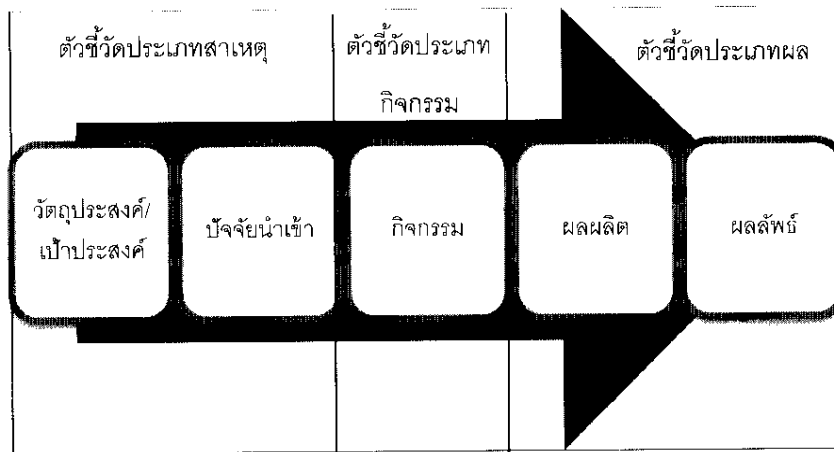 ตัวชี้วัดประเภทสาเหตุ
ตัวชี้วัดประเภท
กิจกรรม
ตัวชี้วัดประเภทผล
วัตถุประสงค์/
เป้าประสงค์
ปัจจัยนำเข้า
กิจกรรม
ผลผลิต
ผลลัพธ์